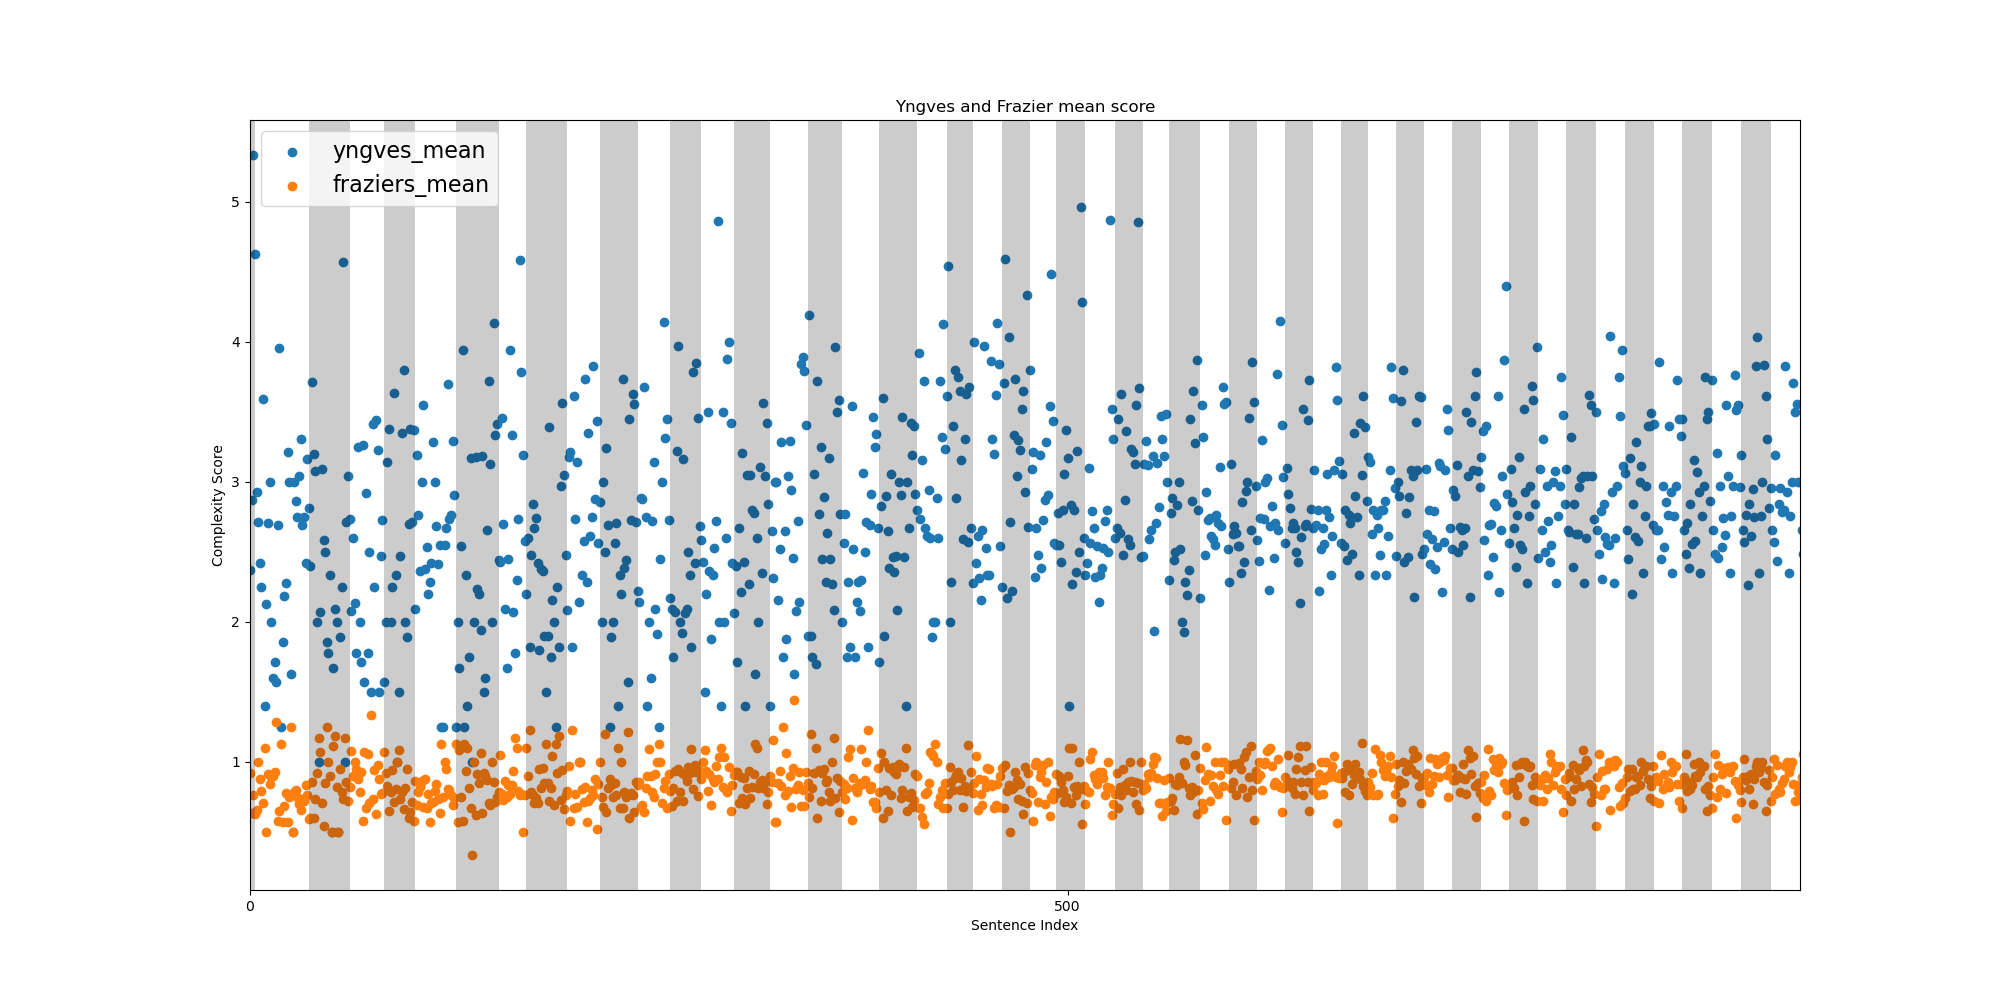 Yngves and Frazier mean score
yngves_mean
fraziers_mean
Complexity Score
5
4
3
2
1
0
500
Sentence Index